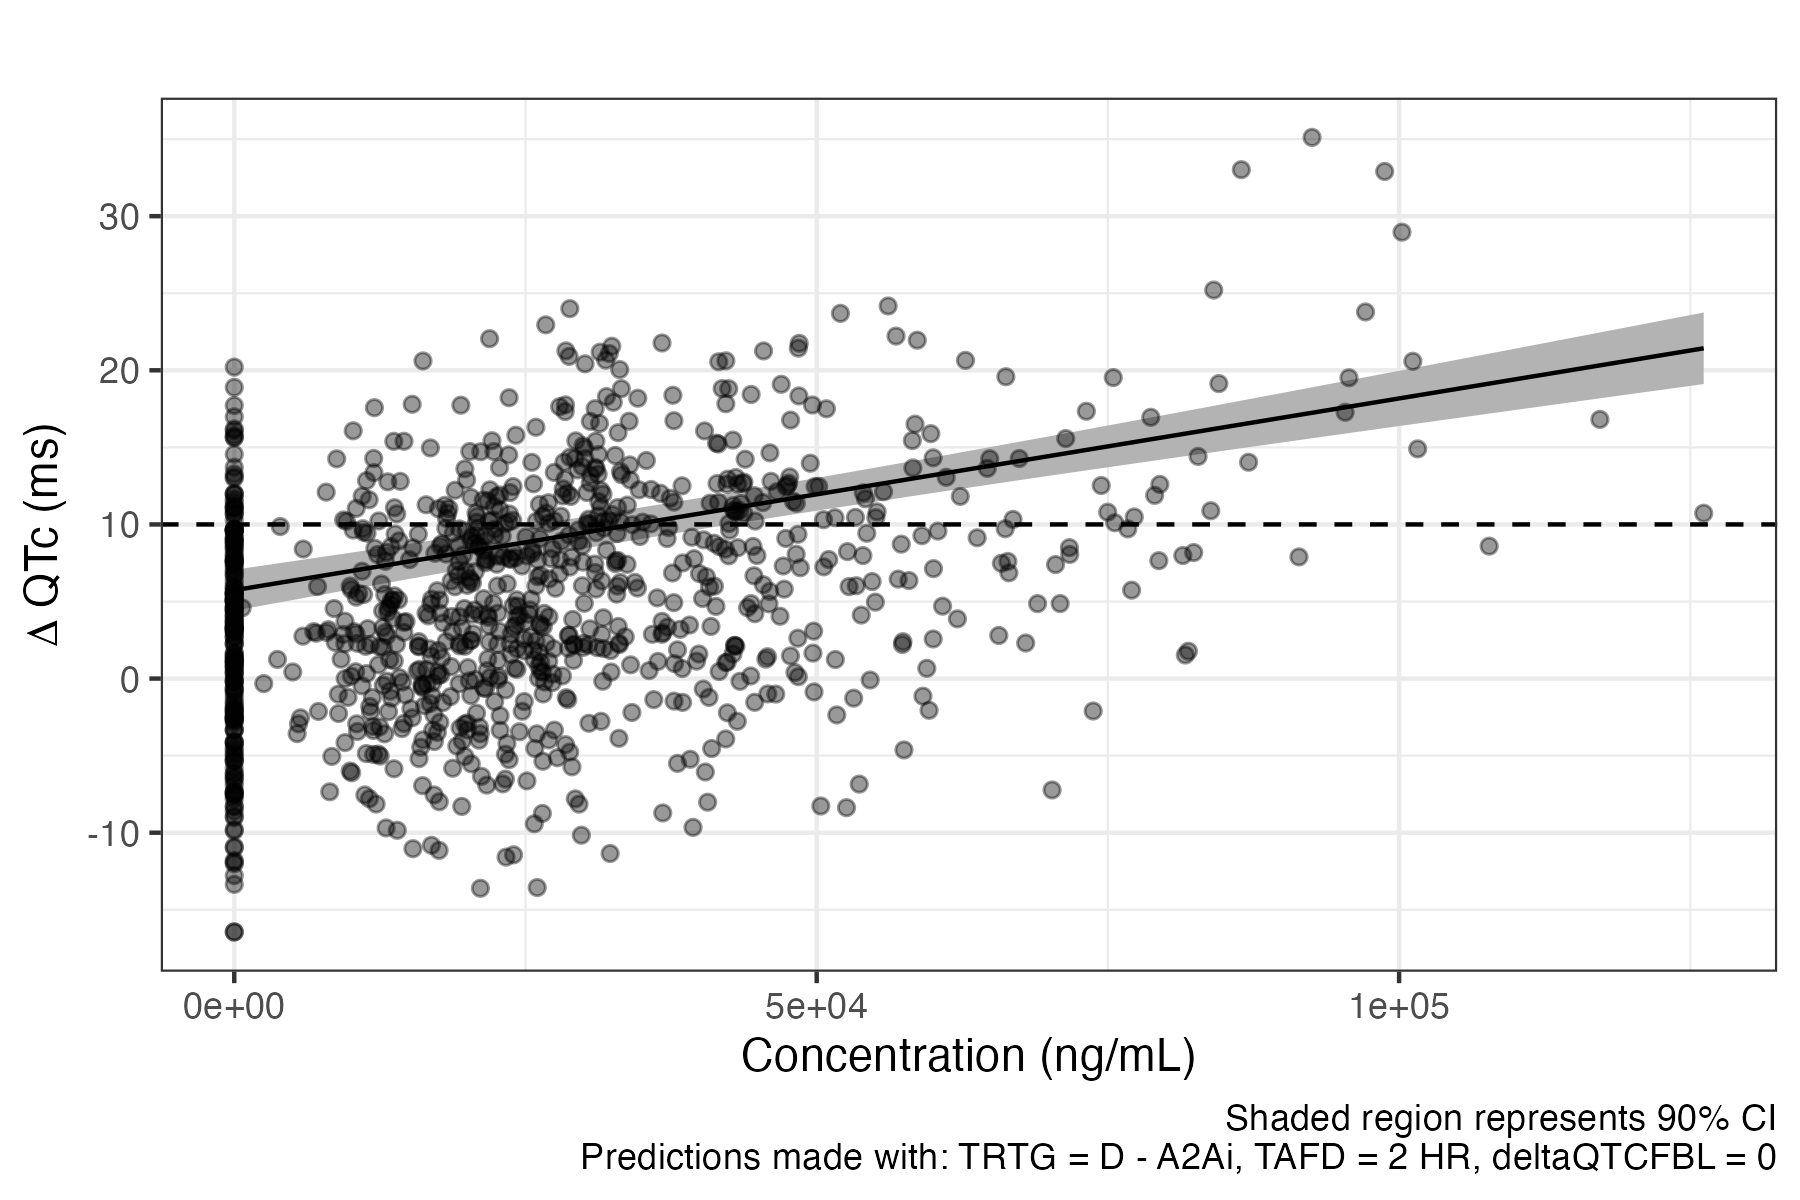 Δ QTc (ms)
30
20
10
0
-10
0e+00
5e+04
1e+05
Concentration (ng/mL)
Shaded region represents 90% CI
Predictions made with: TRTG = D - A2Ai, TAFD = 2 HR, deltaQTCFBL = 0